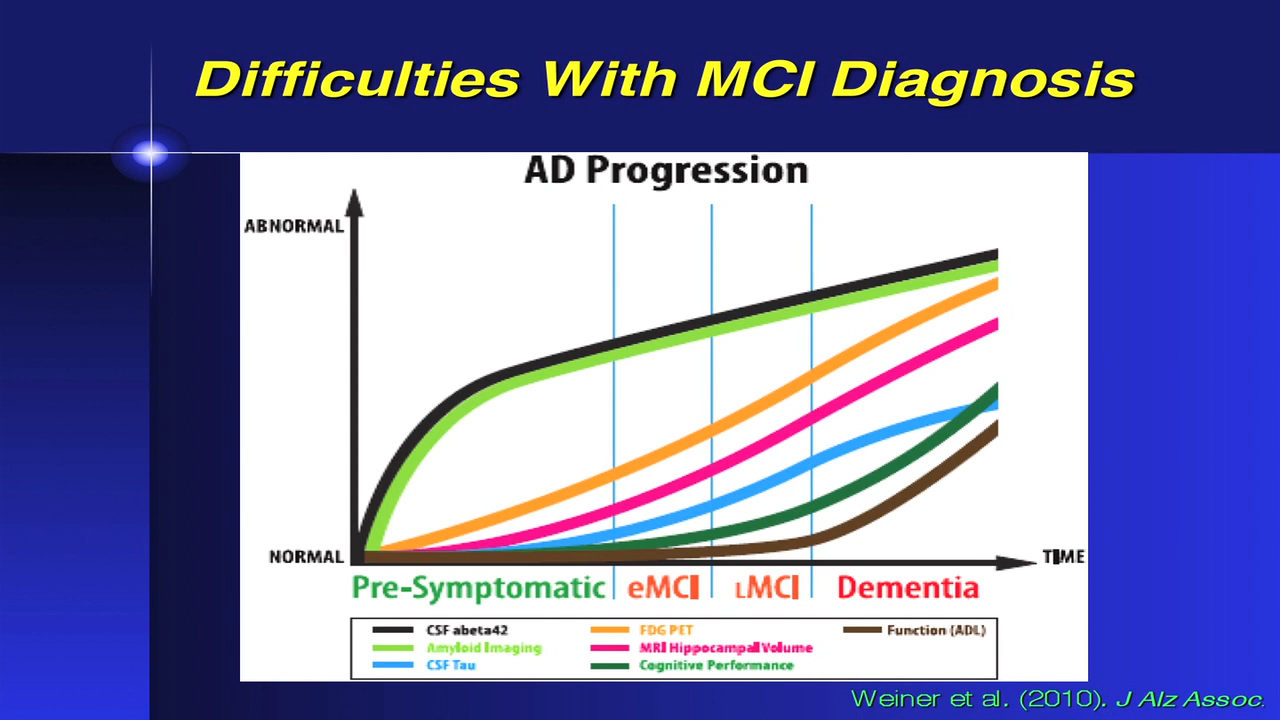 Difficulties With MCI Diagnosis
AD Progression
ABNORMAL
NORMAL
TIME
Pre-Symptomatic eMCI LMCI Dementia
CSF abeta42 FDG PET Function (ADL)
Amyloid Imaging MRI Hippocampal Volume
CSF Tau Cognitive Performance
Weiner et al. (2010). J Alz Assoc.